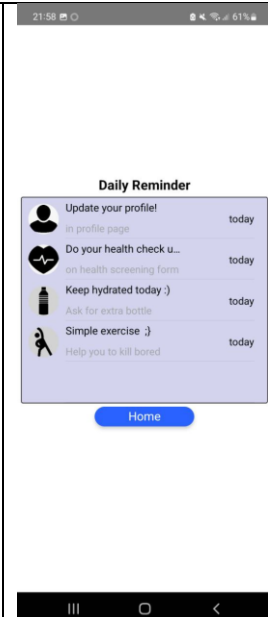 21:58 61%
Daily Reminder
Update your profile!
in profile page
today
Do your health check u...
on health screening form
today
Keep hydrated today :)
Ask for extra bottle
today
Simple exercise ;}
Help you to kill bored
today
Home